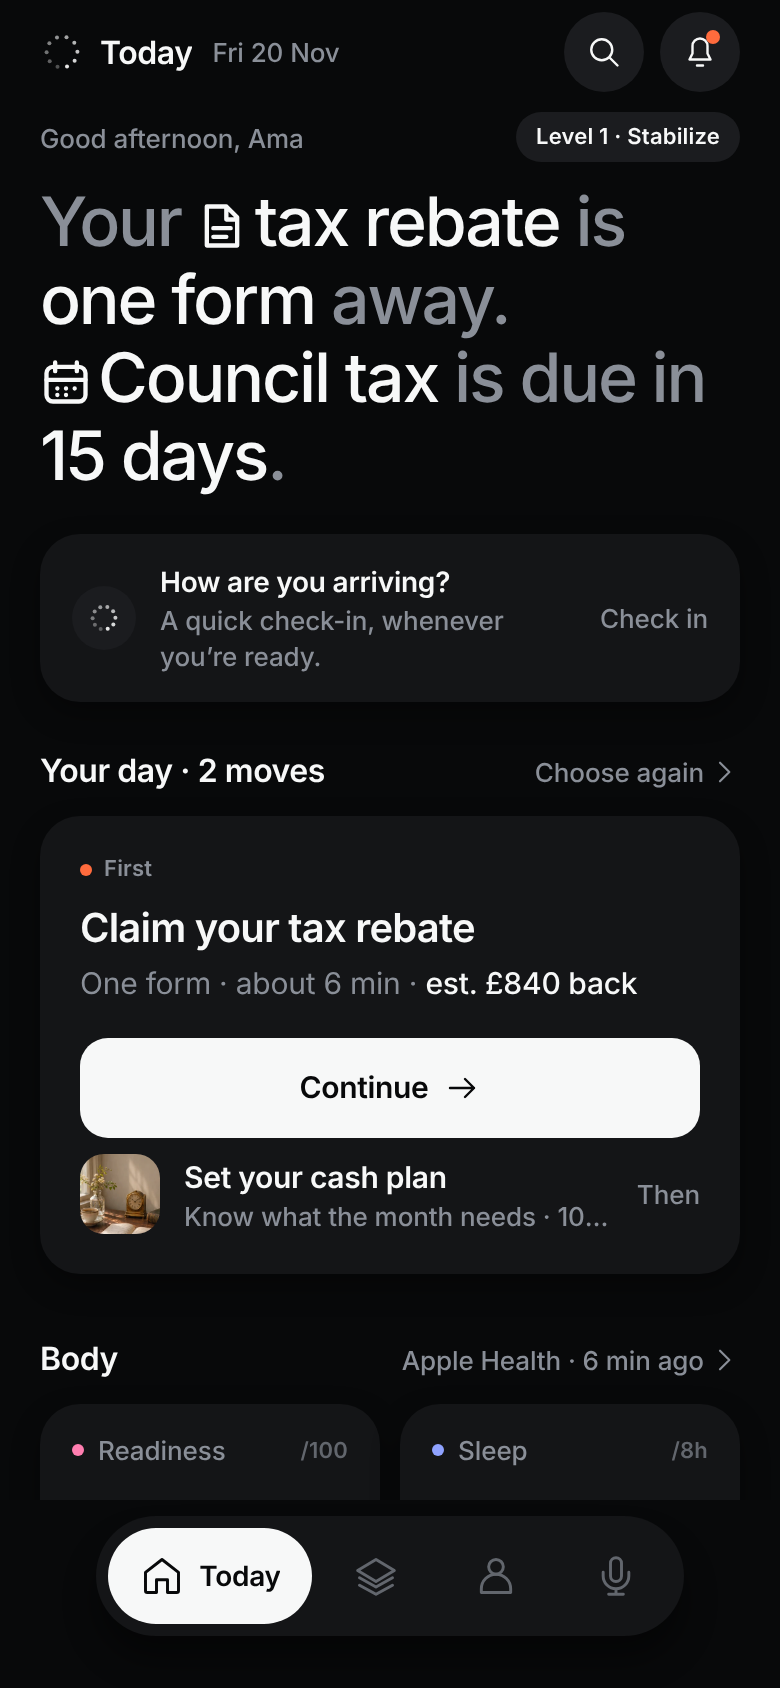 Today Fri 20 Nov
Good afternoon, Ama
Level 1 · Stabilize
Your tax rebate is
one form away.
Council tax is due in
15 days.
How are you arriving?
A quick check-in, whenever
you’re ready.
Check in
Your day · 2 moves
Choose again
First
Claim your tax rebate
One form · about 6 min · est. £840 back
Continue
Set your cash plan
Know what the month needs · 10...
Then
Body
Apple Health · 6 min ago
Readiness /100
Sleep /8h
Today